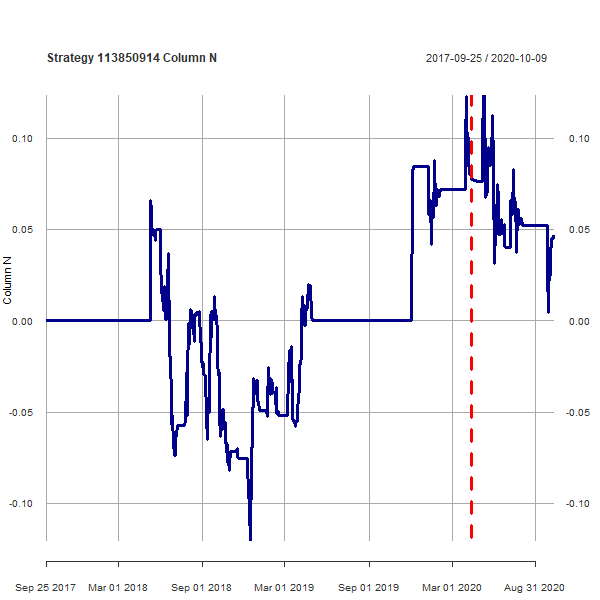 Strategy 113850914 Column N
2017-09-25 / 2020-10-09
0.10 0.10
0.05 0.05
0.00 0.00
-0.05 -0.05
-0.10 -0.10
Column N
Sep 25 2017 Mar 01 2018 Sep 01 2018 Mar 01 2019 Sep 01 2019 Mar 01 2020 Aug 31 2020